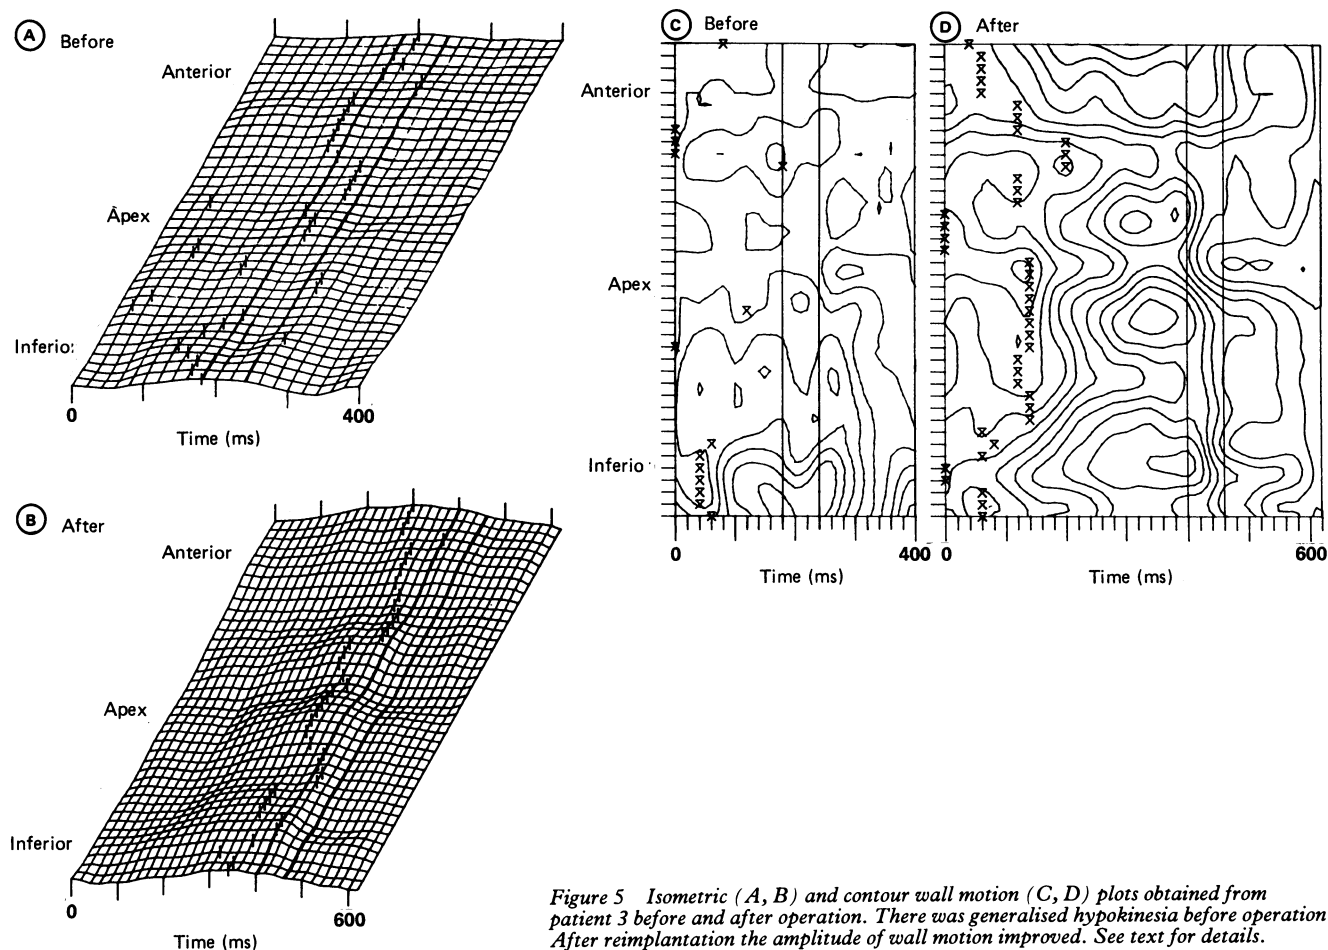 A Before
Anterior
Apex
Inferio
0 400
Time (ms)
B After
Anterior
Apex
Inferior
0 600
Time (ms)
C Before
Anterior
Apex
Inferio
0 400
Time (ms)
D After
0 600
Time (ms)
Figure 5 Isometric (A, B) and contour wall motion (C, D) plots obtained from
patient 3 before and after operation. There was generalised hypokinesia before operation
After reimplantation the amplitude of wall motion improved. See text for details.